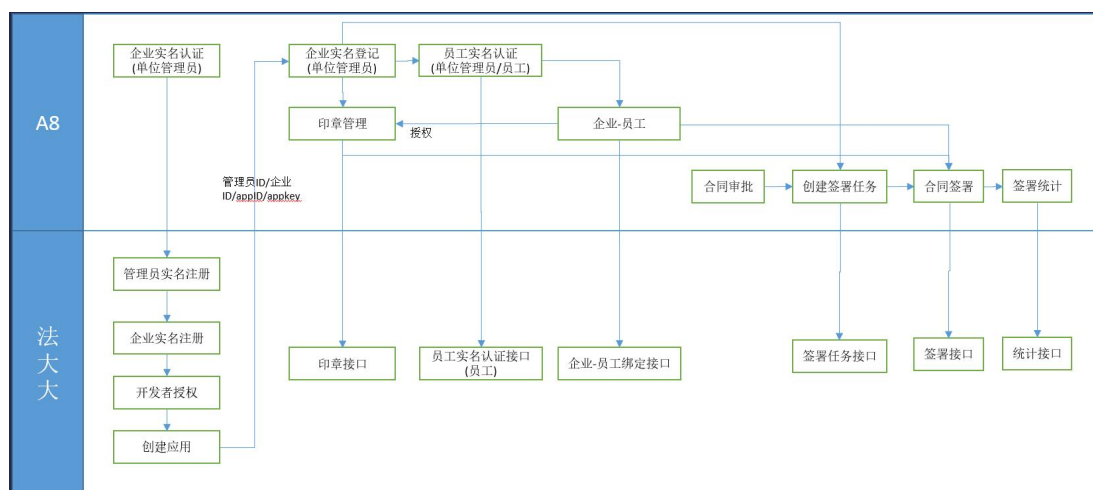 A8
企业实名认证
(单位管理员)
企业实名登记
(单位管理员)
员工实名认证
(单位管理员/员工)
印章管理
授权
企业-员工
管理员ID/企业
ID/appID/appkey
合同审批
创建签署任务
合同签署
签署统计
法
大
大
管理员实名注册
企业实名注册
开发者授权
创建应用
印章接口
员工实名认证接口
(员工)
企业-员工绑定接口
签署任务接口
签署接口
统计接口